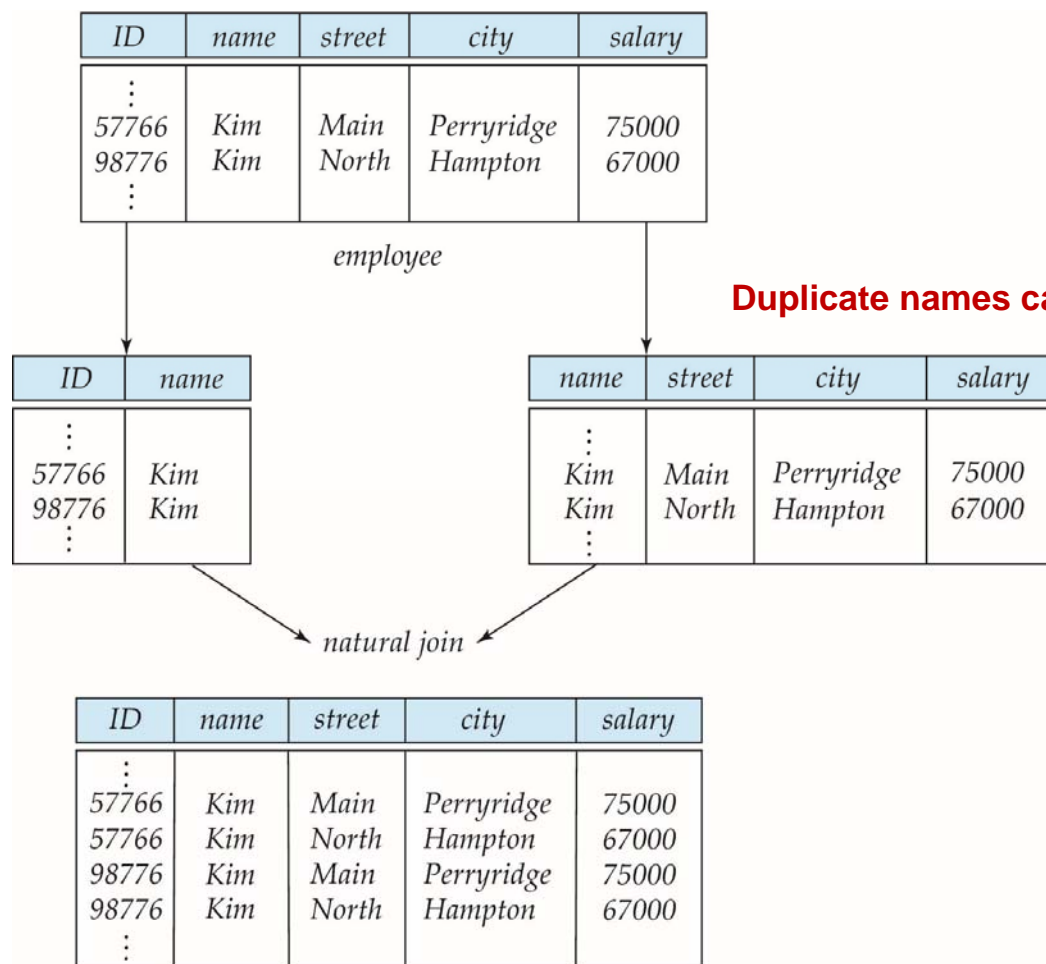 ID name street city salary
⋮
57766 Kim Main Perryridge 75000
98776 Kim North Hampton 67000
⋮
employee
Duplicate names
ID name
⋮
57766 Kim
98776 Kim
⋮
name street city salary
⋮
Kim Main Perryridge 75000
Kim North Hampton 67000
⋮
natural join
ID name street city salary
⋮
57766 Kim Main Perryridge 75000
57766 Kim North Hampton 67000
98776 Kim Main Perryridge 75000
98776 Kim North Hampton 67000
⋮